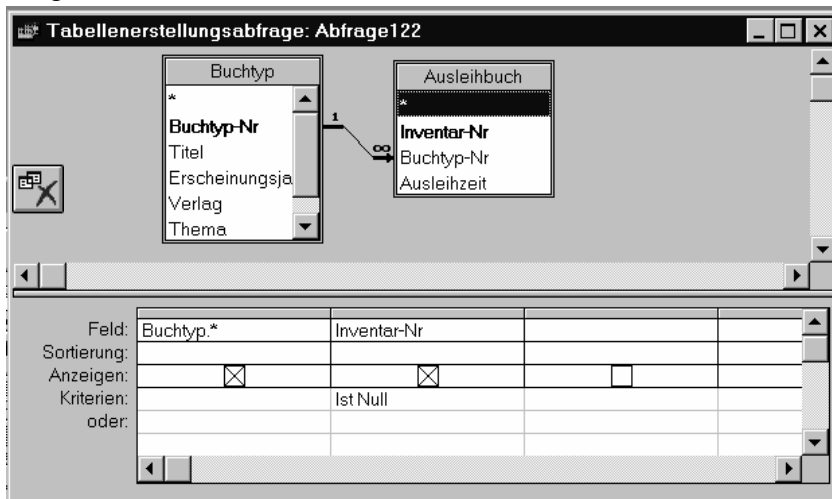 Tabellenerstellungsabfrage: Abfrage122
Buchtyp
*
Buchtyp-Nr
Titel
Erscheinungsja
Verlag
Thema
1
∞
Ausleihbuch
*
Inventar-Nr
Buchtyp-Nr
Ausleihzeit
Feld: Buchtyp.* Inventar-Nr
Sortierung:
Anzeigen:
Kriterien: Ist Null
oder: